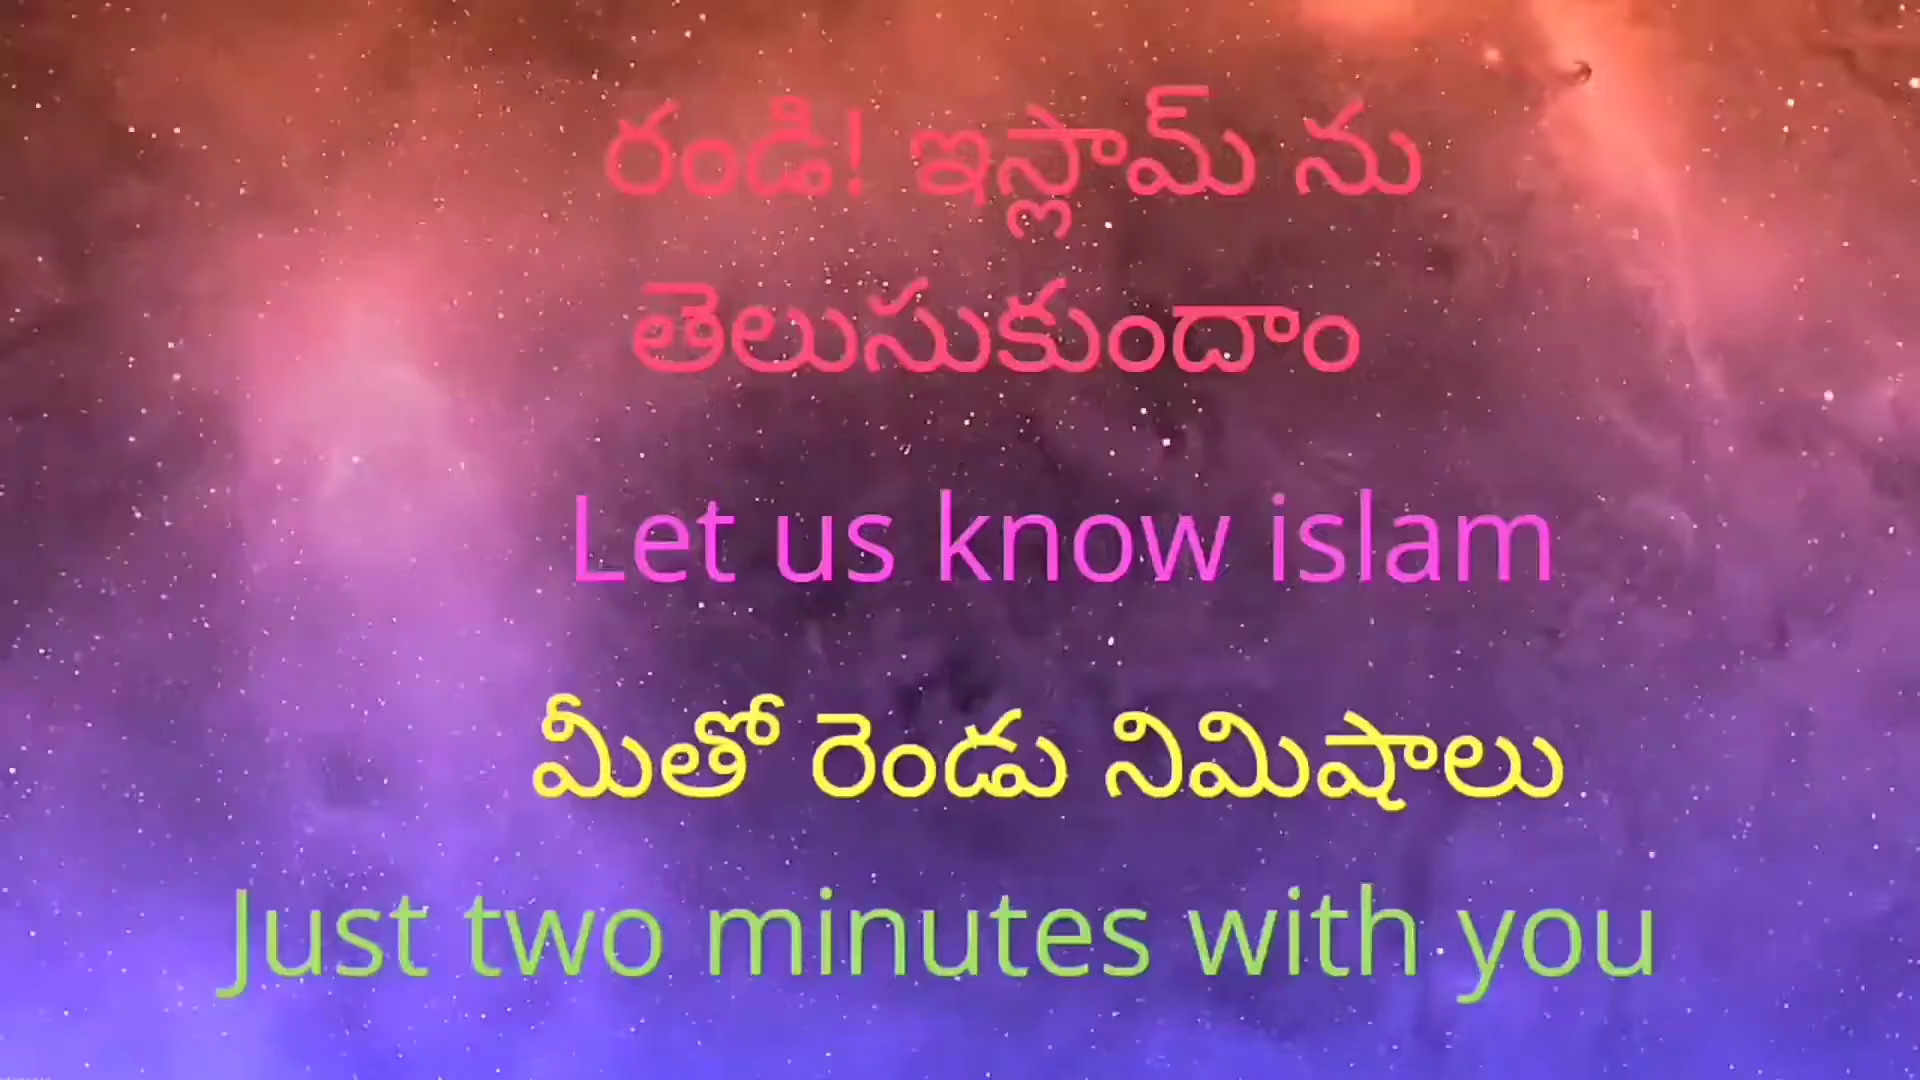 రండి! ఇస్లామ్ ను
తెలుసుకుందాం
Let us know islam
మీతో రెండు నిమిషాలు
Just two minutes with you